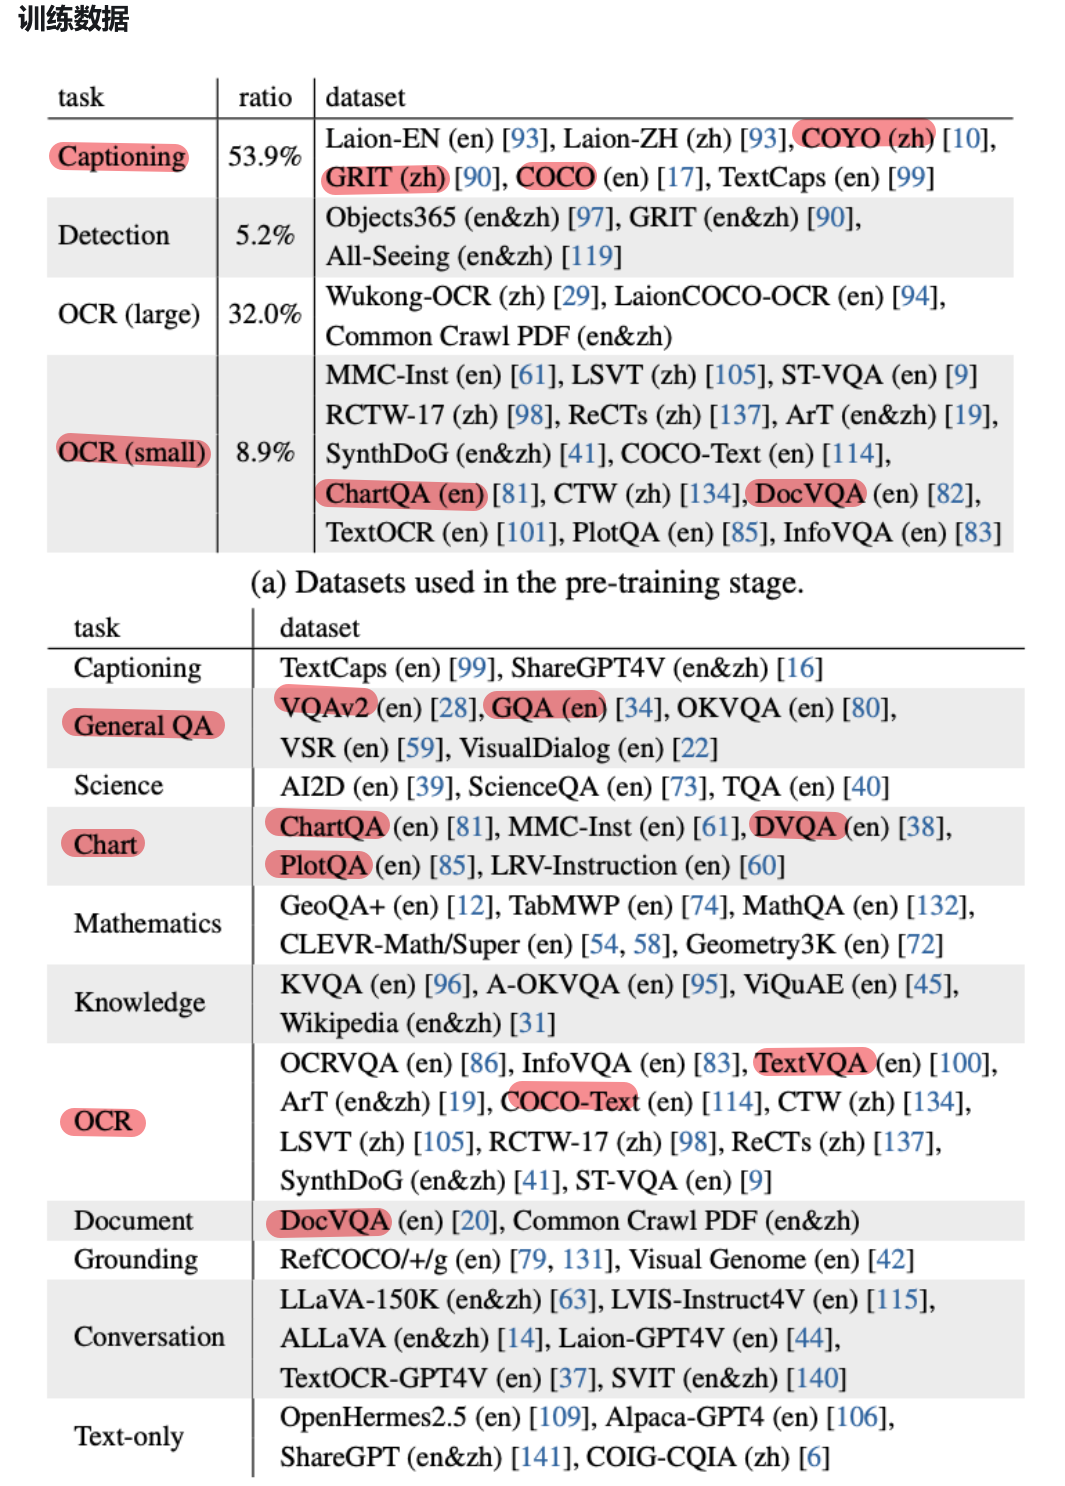 训练数据
task ratio dataset
Captioning 53.9% Laion-EN (en) [93], Laion-ZH (zh) [93], COYO (zh) [10],
GRIT (zh) [90], COCO (en) [17], TextCaps (en) [99]
Detection 5.2% Objects365 (en&zh) [97], GRIT (en&zh) [90],
All-Seeing (en&zh) [119]
OCR (large) 32.0% Wukong-OCR (zh) [29], LaionCOCO-OCR (en) [94],
Common Crawl PDF (en&zh)
OCR (small) 8.9% MMC-Inst (en) [61], LSVT (zh) [105], ST-VQA (en) [9]
RCTW-17 (zh) [98], ReCTs (zh) [137], ArT (en&zh) [19],
SynthDoG (en&zh) [41], COCO-Text (en) [114],
ChartQA (en) [81], CTW (zh) [134], DocVQA (en) [82],
TextOCR (en) [101], PlotQA (en) [85], InfoVQA (en) [83]
(a) Datasets used in the pre-training stage.
task dataset
Captioning TextCaps (en) [99], ShareGPT4V (en&zh) [16]
General QA VQAv2 (en) [28], GQA (en) [34], OKVQA (en) [80],
VSR (en) [59], VisualDialog (en) [22]
Science AI2D (en) [39], ScienceQA (en) [73], TQA (en) [40]
Chart ChartQA (en) [81], MMC-Inst (en) [61], DVQA (en) [38],
PlotQA (en) [85], LRV-Instruction (en) [60]
Mathematics GeoQA+ (en) [12], TabMWP (en) [74], MathQA (en) [132],
CLEVR-Math/Super (en) [54, 58], Geometry3K (en) [72]
Knowledge KVQA (en) [96], A-OKVQA (en) [95], ViQuAE (en) [45],
Wikipedia (en&zh) [31]
OCR OCRVQA (en) [86], InfoVQA (en) [83], TextVQA (en) [100],
ArT (en&zh) [19], COCO-Text (en) [114], CTW (zh) [134],
LSVT (zh) [105], RCTW-17 (zh) [98], ReCTs (zh) [137],
SynthDoG (en&zh) [41], ST-VQA (en) [9]
Document DocVQA (en) [20], Common Crawl PDF (en&zh)
Grounding RefCOCO/+/g (en) [79, 131], Visual Genome (en) [42]
Conversation LLaVA-150K (en&zh) [63], LVIS-Instruct4V (en) [115],
ALLaVA (en&zh) [14], Laion-GPT4V (en) [44],
TextOCR-GPT4V (en) [37], SVIT (en&zh) [140]
Text-only OpenHermes2.5 (en) [109], Alpaca-GPT4 (en) [106],
ShareGPT (en&zh) [141], COIG-CQIA (zh) [6]